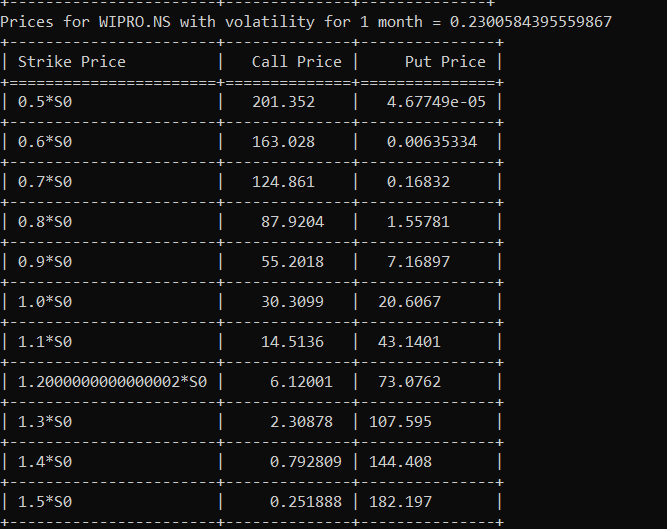 +-----------------------+-------------+--------------+
Prices for WIPRO.NS with volatility for 1 month = 0.2300584395559867
+-----------------------+-------------+---------------+
| Strike Price          |   Call Price |     Put Price |
+=======================+=============+===============+
| 0.5*S0                |   201.352    |   4.67749e-05 |
+-----------------------+-------------+---------------+
| 0.6*S0                |   163.028    |   0.00635334  |
+-----------------------+-------------+---------------+
| 0.7*S0                |   124.861    |   0.16832     |
+-----------------------+-------------+---------------+
| 0.8*S0                |    87.9204   |   1.55781     |
+-----------------------+-------------+---------------+
| 0.9*S0                |    55.2018   |   7.16897     |
+-----------------------+-------------+---------------+
| 1.0*S0                |    30.3099   |  20.6067      |
+-----------------------+-------------+---------------+
| 1.1*S0                |    14.5136   |  43.1401      |
+-----------------------+-------------+---------------+
| 1.2000000000000002*S0 |     6.12001  |  73.0762      |
+-----------------------+-------------+---------------+
| 1.3*S0                |     2.30878  | 107.595       |
+-----------------------+-------------+---------------+
| 1.4*S0                |     0.792809 | 144.408       |
+-----------------------+-------------+---------------+
| 1.5*S0                |     0.251888 | 182.197       |
+-----------------------+-------------+---------------+